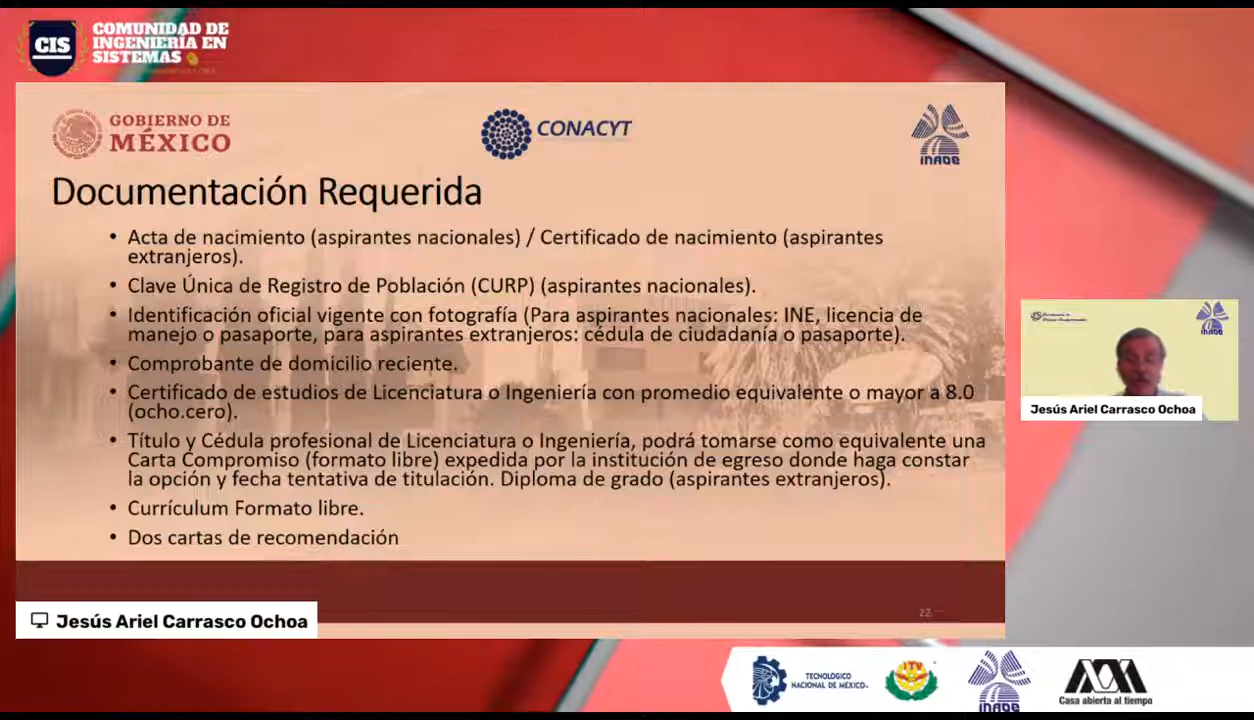 CIS
COMUNIDAD DE
INGENIERÍA EN
SISTEMAS
GOBIERNO DE
MÉXICO
CONACYT
INAOE
Documentación Requerida
• Acta de nacimiento (aspirantes nacionales) / Certificado de nacimiento (aspirantes
extranjeros).
• Clave Única de Registro de Población (CURP) (aspirantes nacionales).
• Identificación oficial vigente con fotografía (Para aspirantes nacionales: INE, licencia de
manejo o pasaporte, para aspirantes extranjeros: cédula de ciudadanía o pasaporte).
• Comprobante de domicilio reciente.
• Certificado de estudios de Licenciatura o Ingeniería con promedio equivalente o mayor a 8.0
(ocho.cero).
• Título y Cédula profesional de Licenciatura o Ingeniería, podrá tomarse como equivalente una
Carta Compromiso (formato libre) expedida por la institución de egreso donde haga constar
la opción y fecha tentativa de titulación. Diploma de grado (aspirantes extranjeros).
• Currículum Formato libre.
• Dos cartas de recomendación
22
Jesús Ariel Carrasco Ochoa
INAOE
Jesús Ariel Carrasco Ochoa
TECNOLÓGICO
NACIONAL DE MÉXICO
ITV
INAOE
Casa abierta al tiempo